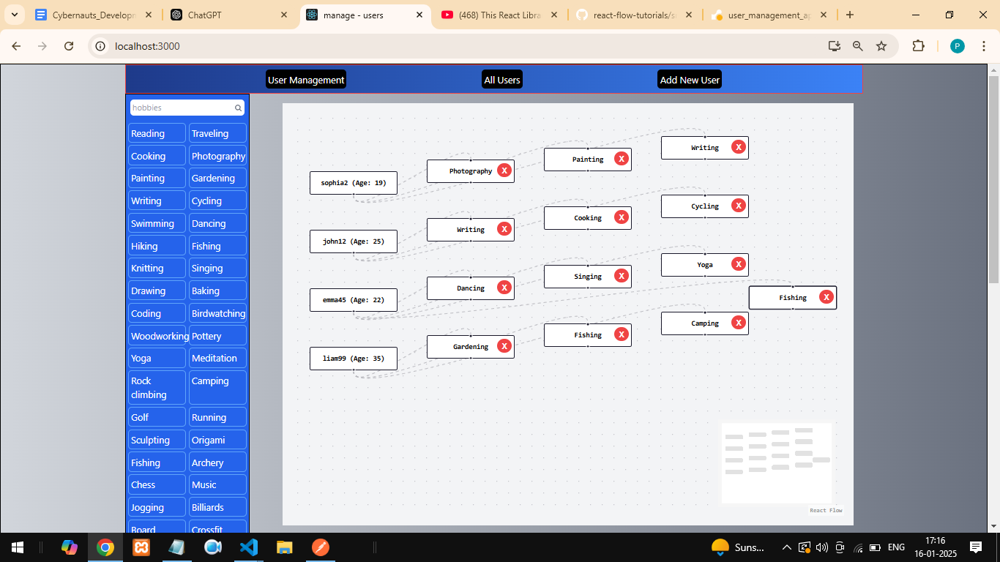 Cybernauts_Developm
ChatGPT
manage - users
(468) This React Libra
react-flow-tutorials/s
user_management_ap
localhost:3000
P
User Management
All Users
Add New User
hobbies
Reading Traveling
Cooking Photography
Painting Gardening
Writing Cycling
Swimming Dancing
Hiking Fishing
Knitting Singing
Drawing Baking
Coding Birdwatching
Woodworking Pottery
Yoga Meditation
Rock climbing Camping
Golf Running
Sculpting Origami
Fishing Archery
Chess Music
Jogging Billiards
Board Crossfit
sophia2 (Age: 19) Photography X Painting X Writing X
john12 (Age: 25) Writing X Cooking X Cycling X
emma45 (Age: 22) Dancing X Singing X Yoga X
Fishing X
liam99 (Age: 35) Gardening X Fishing X Camping X
React Flow
Suns...
ENG
17:16
16-01-2025